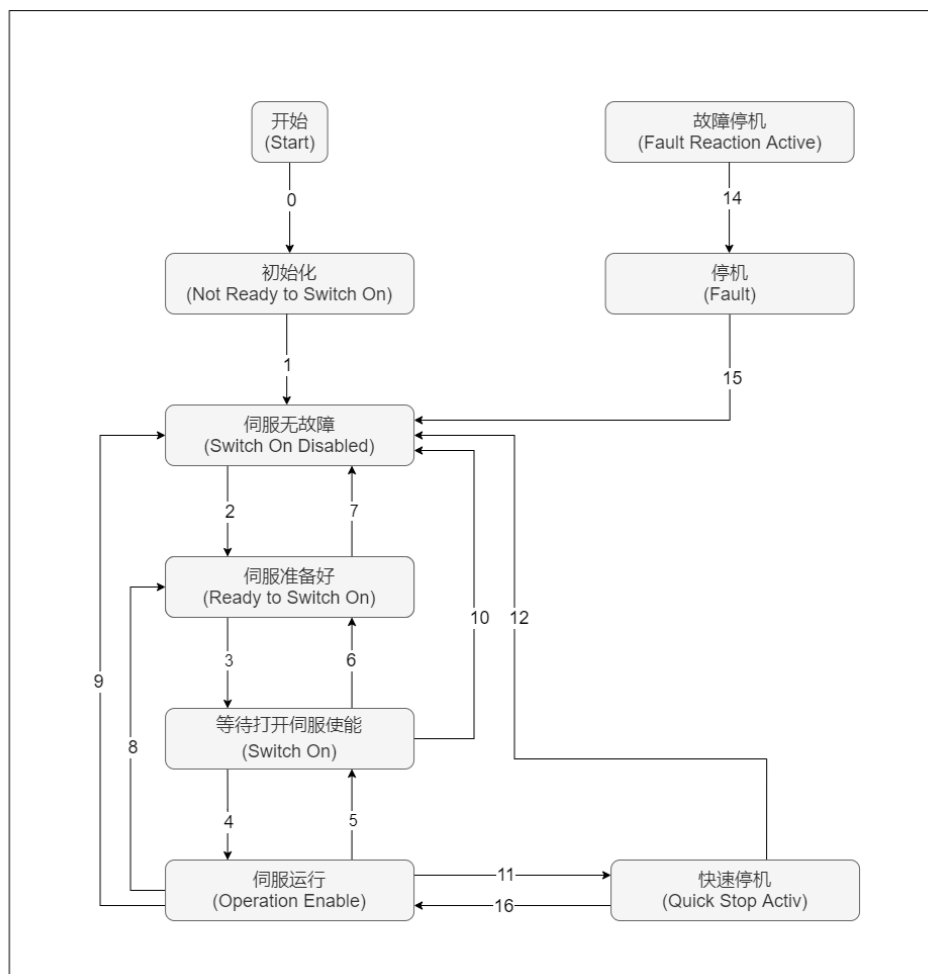 开始
(Start)
故障停机
(Fault Reaction Active)
0
14
初始化
(Not Ready to Switch On)
停机
(Fault)
1
15
伺服无故障
(Switch On Disabled)
2
7
伺服准备好
(Ready to Switch On)
10
12
3
6
9
等待打开伺服使能
(Switch On)
8
4
5
伺服运行
(Operation Enable)
11
16
快速停机
(Quick Stop Activ)